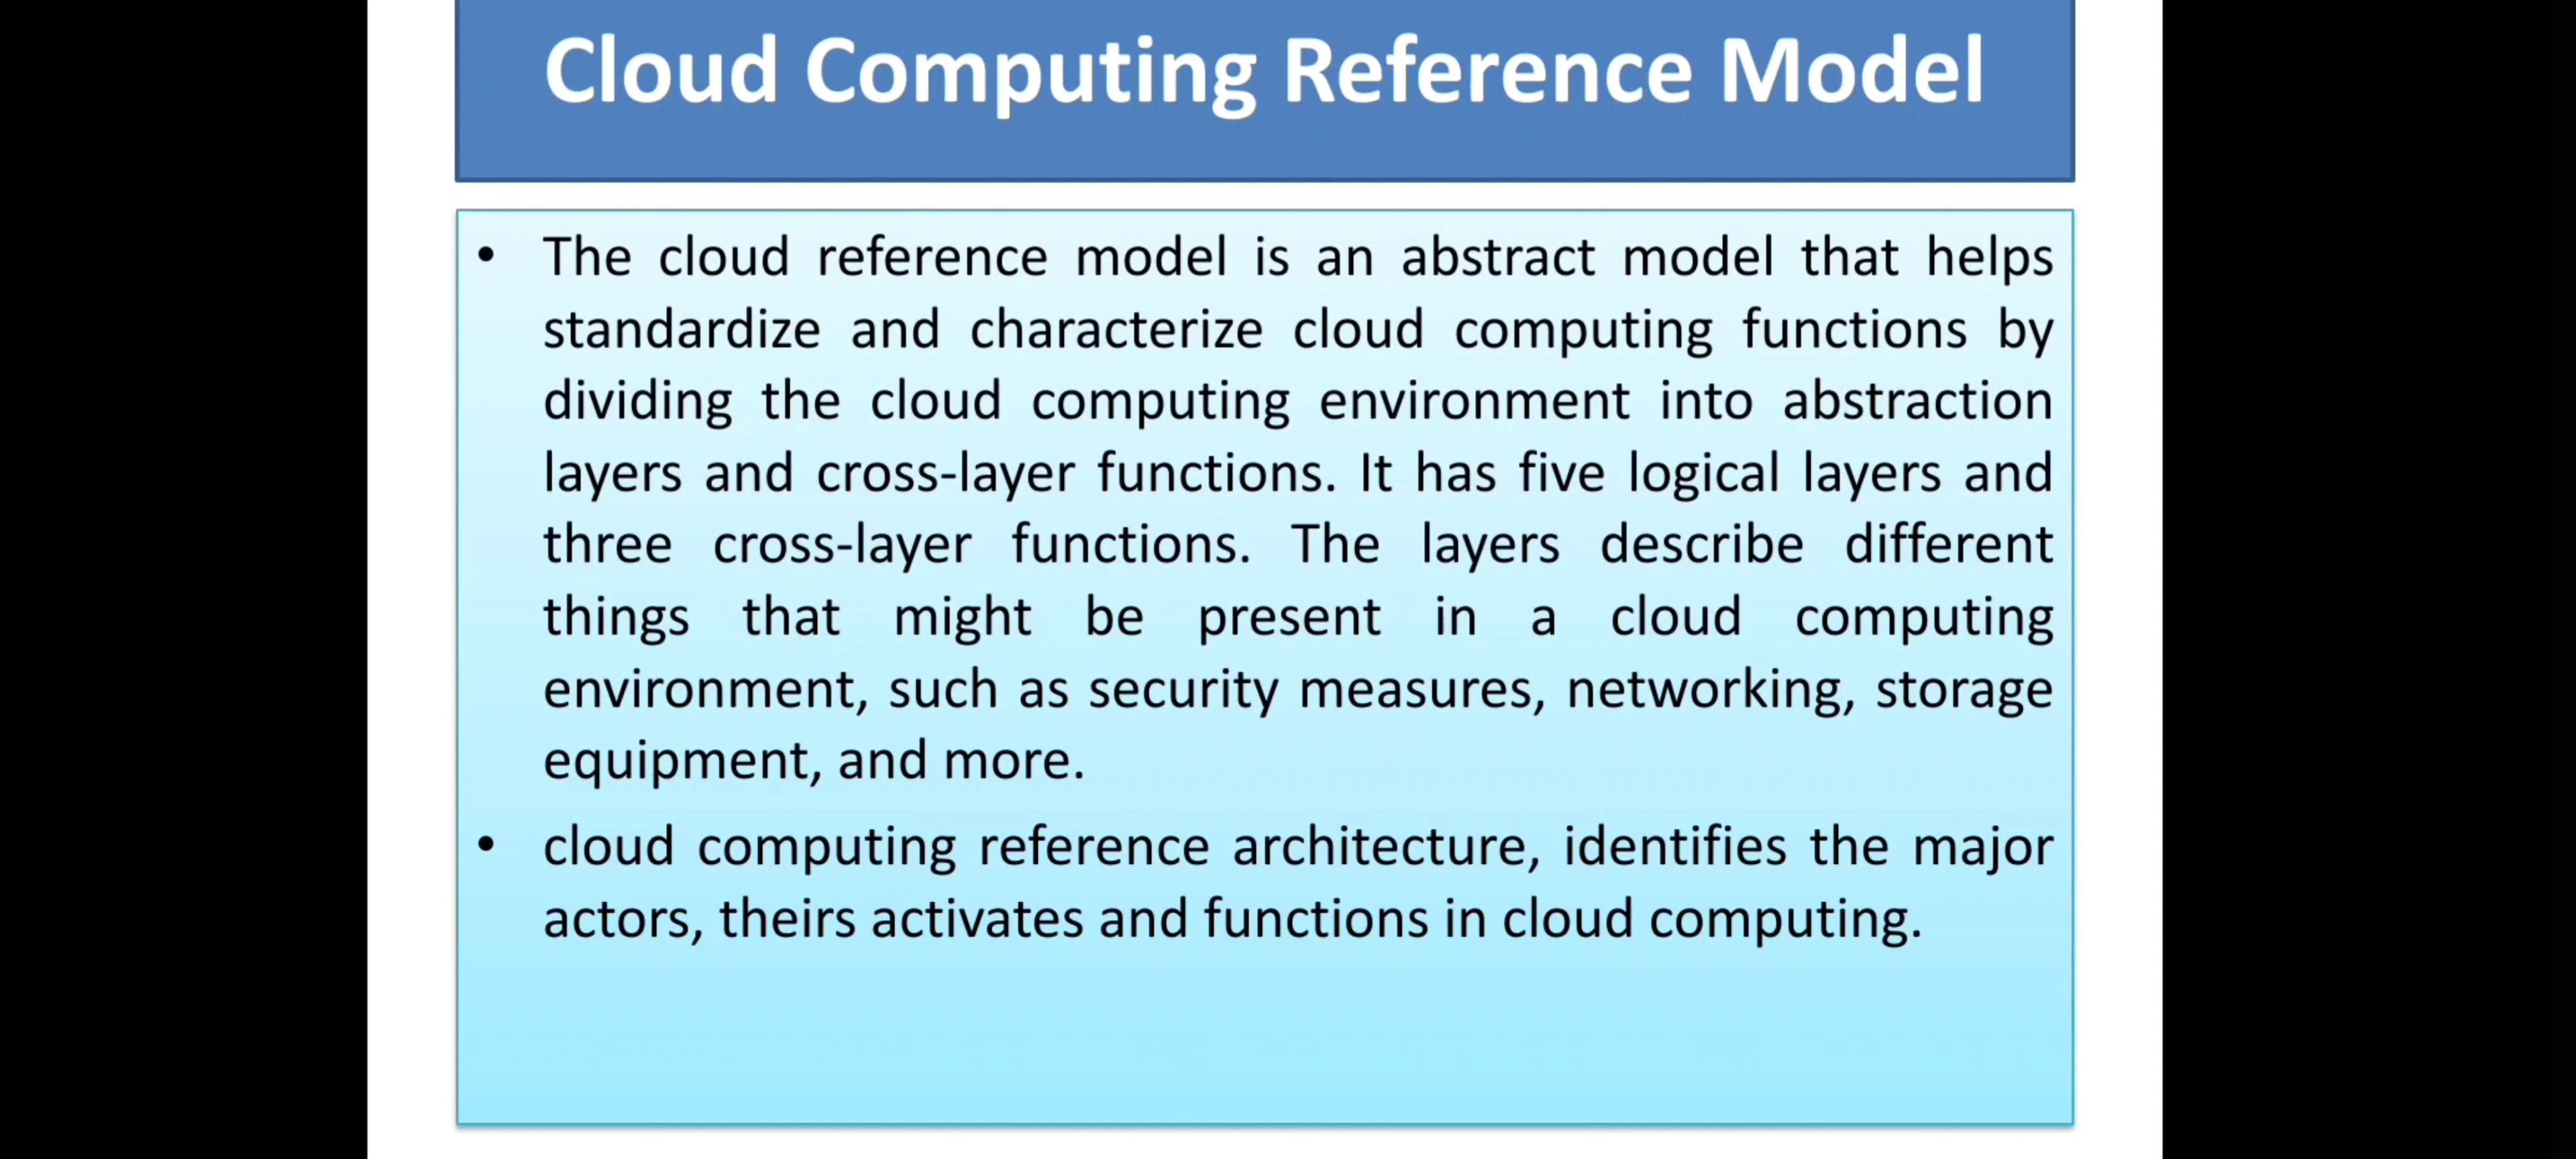 Cloud Computing Reference Model
• The cloud reference model is an abstract model that helps
standardize and characterize cloud computing functions by
dividing the cloud computing environment into abstraction
layers and cross-layer functions. It has five logical layers and
three cross-layer functions. The layers describe different
things that might be present in a cloud computing
environment, such as security measures, networking, storage
equipment, and more.
• cloud computing reference architecture, identifies the major
actors, theirs activates and functions in cloud computing.